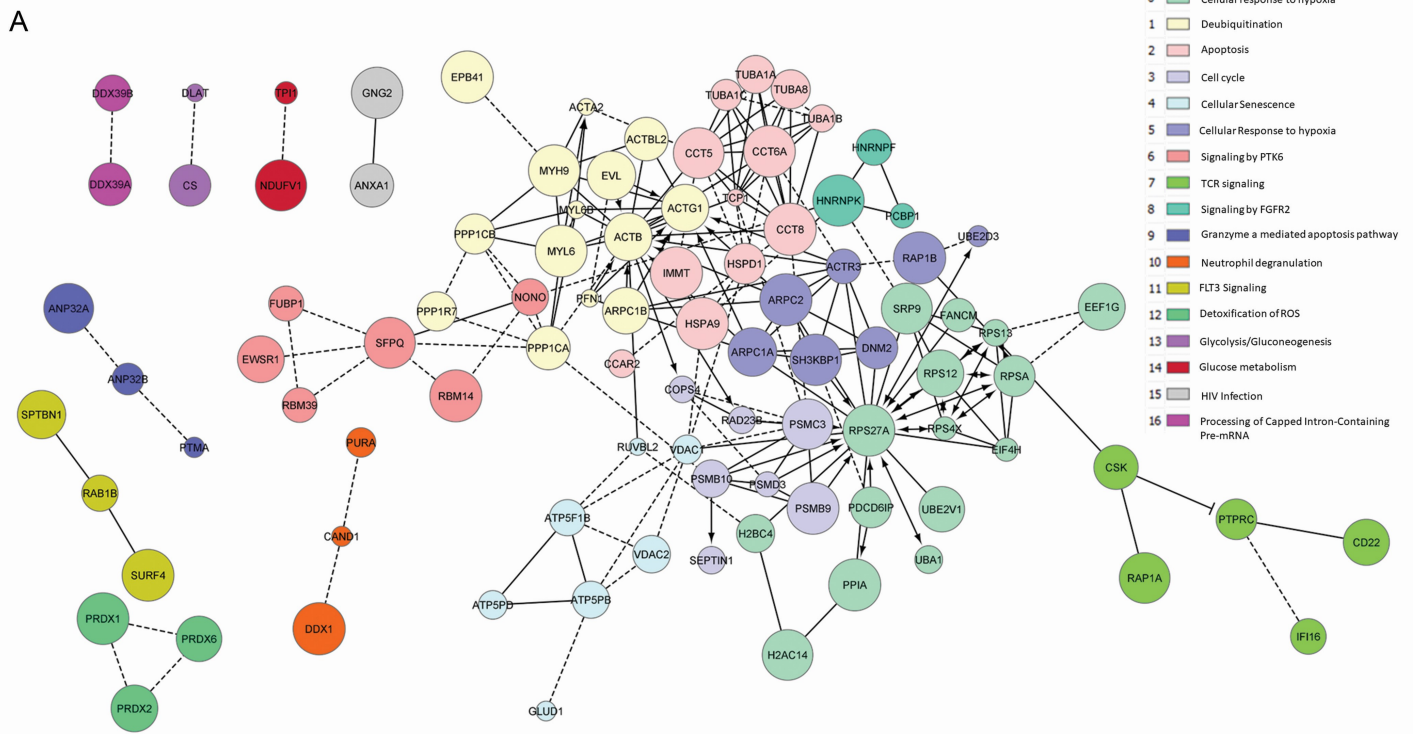 A
0 Cellular response to hypoxia
1 Deubiquitination
2 Apoptosis
3 Cell cycle
4 Cellular Senescence
5 Cellular Response to hypoxia
6 Signaling by PTK6
7 TCR signaling
8 Signaling by FGFR2
9 Granzyme a mediated apoptosis pathway
10 Neutrophil degranulation
11 FLT3 Signaling
12 Detoxification of ROS
13 Glycolysis/Gluconeogenesis
14 Glucose metabolism
15 HIV Infection
16 Processing of Capped Intron-Containing
Pre-mRNA
DDX39B
DLAT
TPI1
GNG2
DDX39A
CS
NDUFV1
ANXA1
EPB41
ACTA2
ACTBL2
MYH9
EVL
MYL6B
ACTG1
PPP1CB
MYL6
ACTB
TUBA1A
TUBA1C
TUBA8
TUBA1B
CCT5
CCT6A
TCP1
CCT8
HNRNPF
HNRNPK
PCBP1
UBE2D3
RAP1B
ACTR3
HSPD1
IMMT
NONO
PFN1
ARPC1B
ARPC2
HSPA9
PPP1R7
PPP1CA
CCAR2
ARPC1A
SH3KBP1
DNM2
SRP9
FANCM
RPS13
EEF1G
RPS12
RPSA
RPS4X
EIF4H
RPS27A
COPS4
RAD23B
PSMC3
RUVBL2
VDAC1
PSMB10
PSMD3
PSMB9
PDCD6IP
UBE2V1
UBA1
SEPTIN1
H2BC4
PPIA
H2AC14
ATP5F1B
VDAC2
ATP5PD
ATP5PB
GLUD1
FUBP1
SFPQ
EWSR1
RBM39
RBM14
ANP32A
ANP32B
PTMA
SPTBN1
RAB1B
SURF4
PURA
CAND1
DDX1
PRDX1
PRDX6
PRDX2
CSK
PTPRC
CD22
RAP1A
IFI16